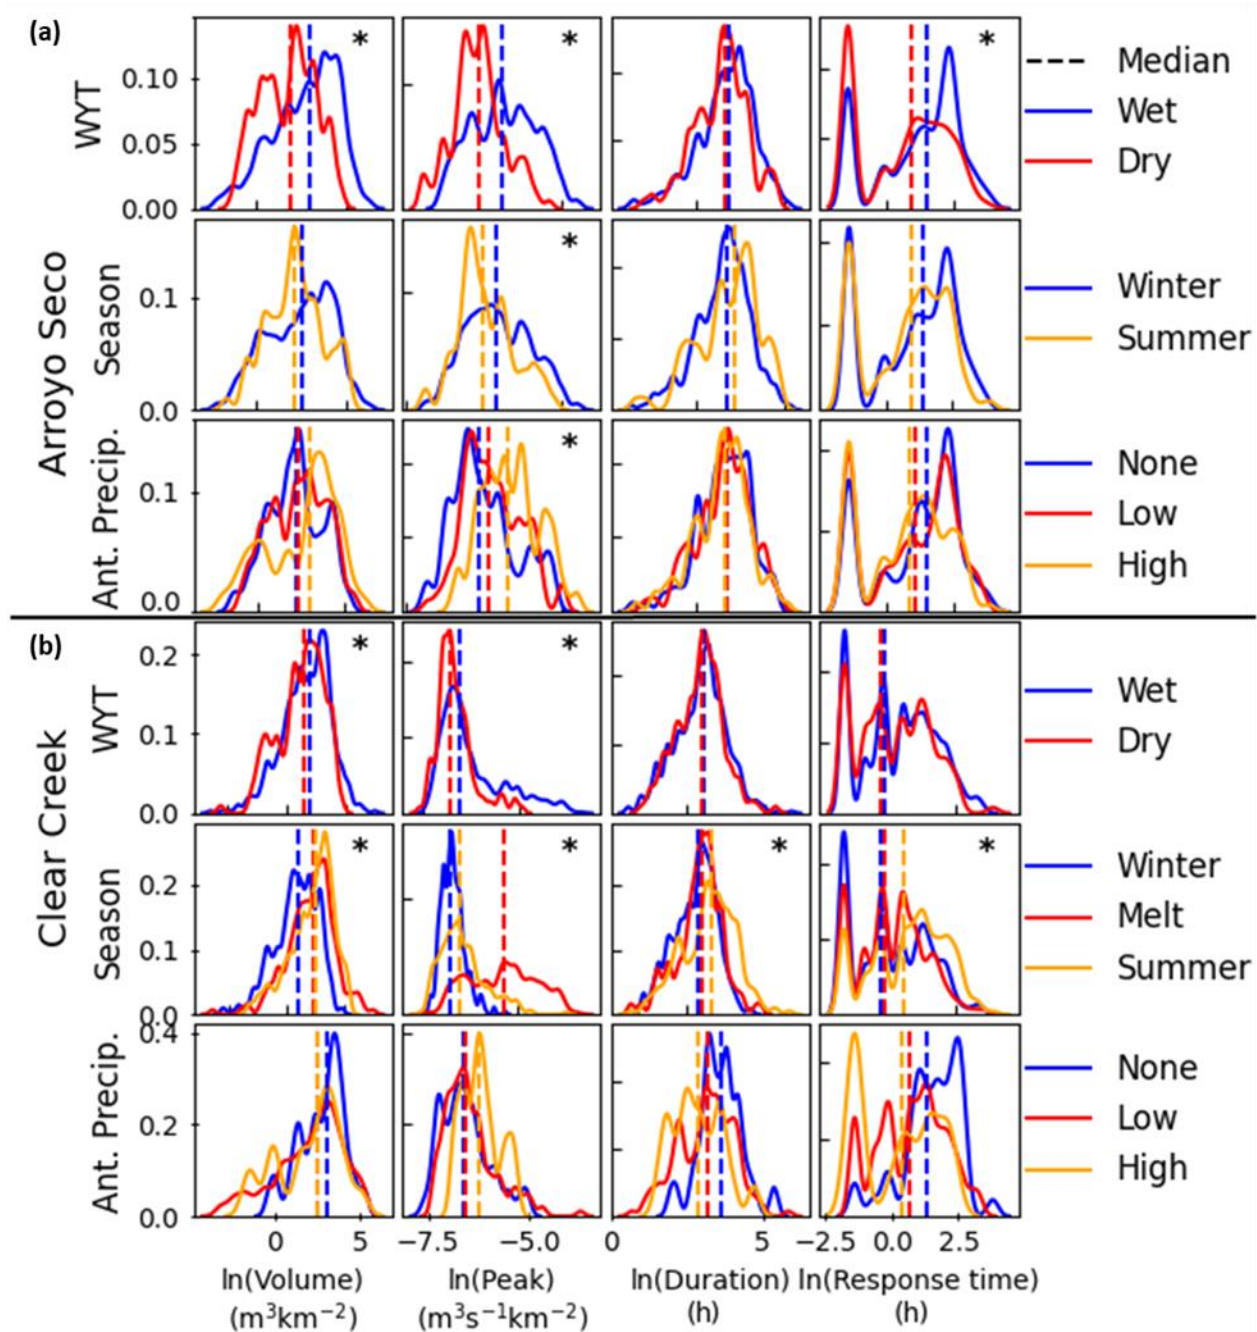 (a)
Arroyo Seco
WYT
0.10
0.05
0.00
*
*
*
Median
Wet
Dry
Season
0.1
0.0
*
Winter
Summer
Ant. Precip.
0.1
0.0
*
None
Low
High
(b)
Clear Creek
WYT
0.2
0.1
0.0
*
*
Wet
Dry
Season
0.2
0.1
0.0
*
*
*
*
Winter
Melt
Summer
Ant. Precip.
0.4
0.2
0.0
None
Low
High
0 5 −7.5 −5.0 0 5 −2.5 0.0 2.5
ln(Volume) ln(Peak) ln(Duration) ln(Response time)
(m³km⁻²) (m³s⁻¹km⁻²) (h) (h)